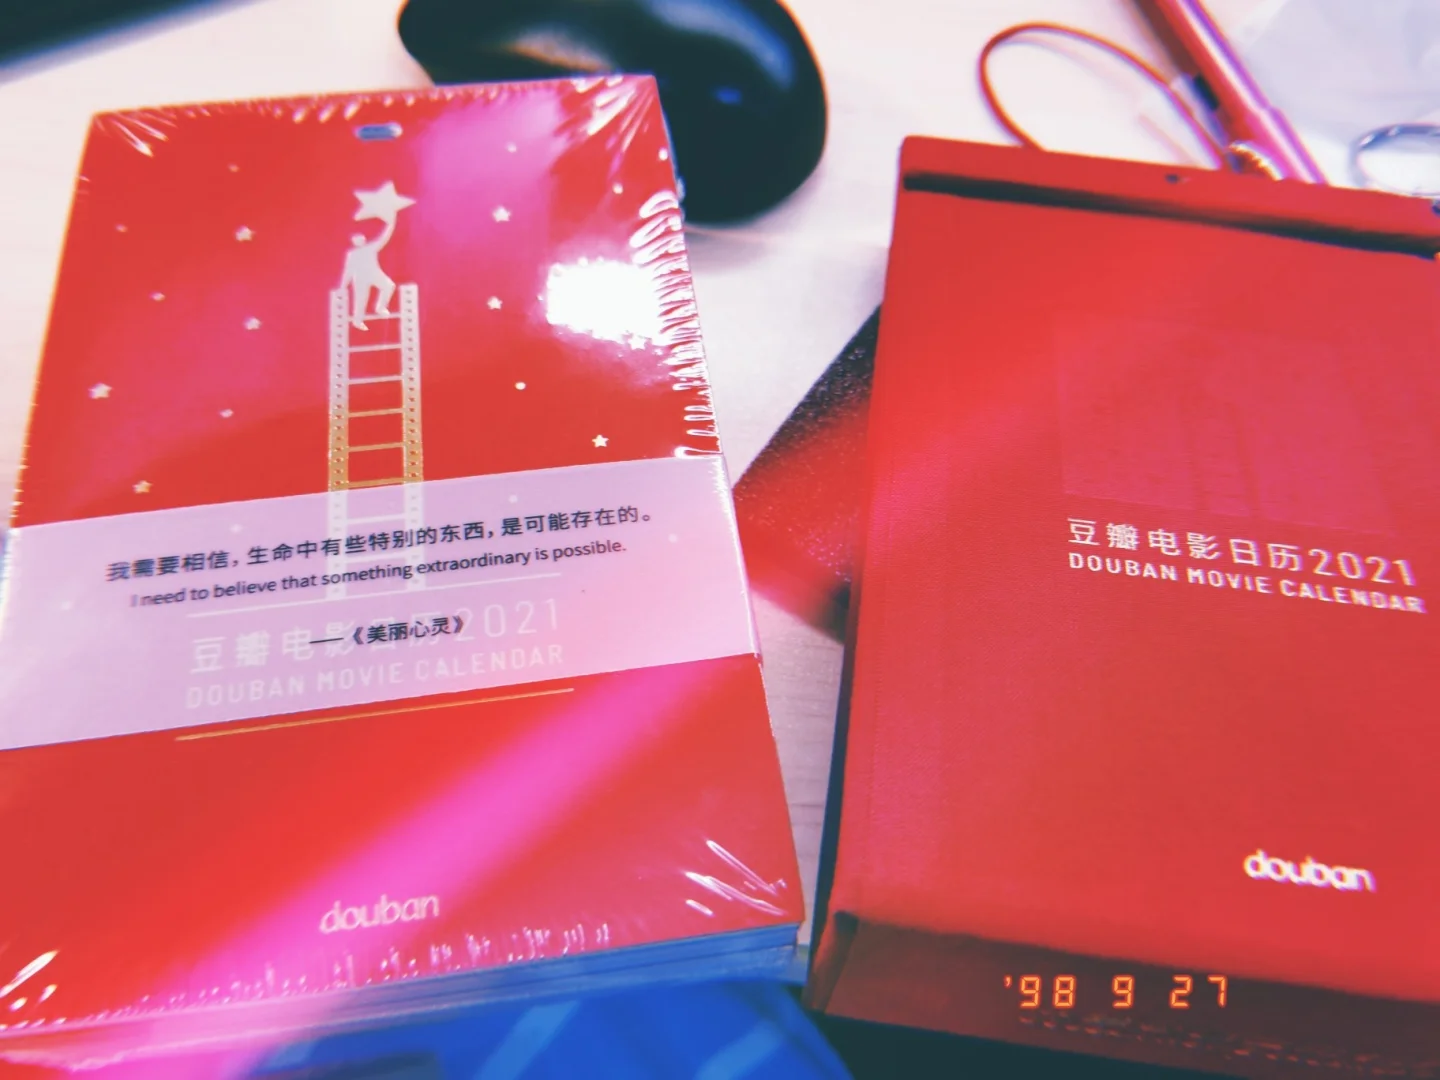 我需要相信，生命中有些特别的东西，是可能存在的。
I need to believe that something extraordinary is possible.
——《美丽心灵》
豆瓣电影日历2021
DOUBAN MOVIE CALENDAR
douban
豆瓣电影日历2021
DOUBAN MOVIE CALENDAR
douban
'98 9 27